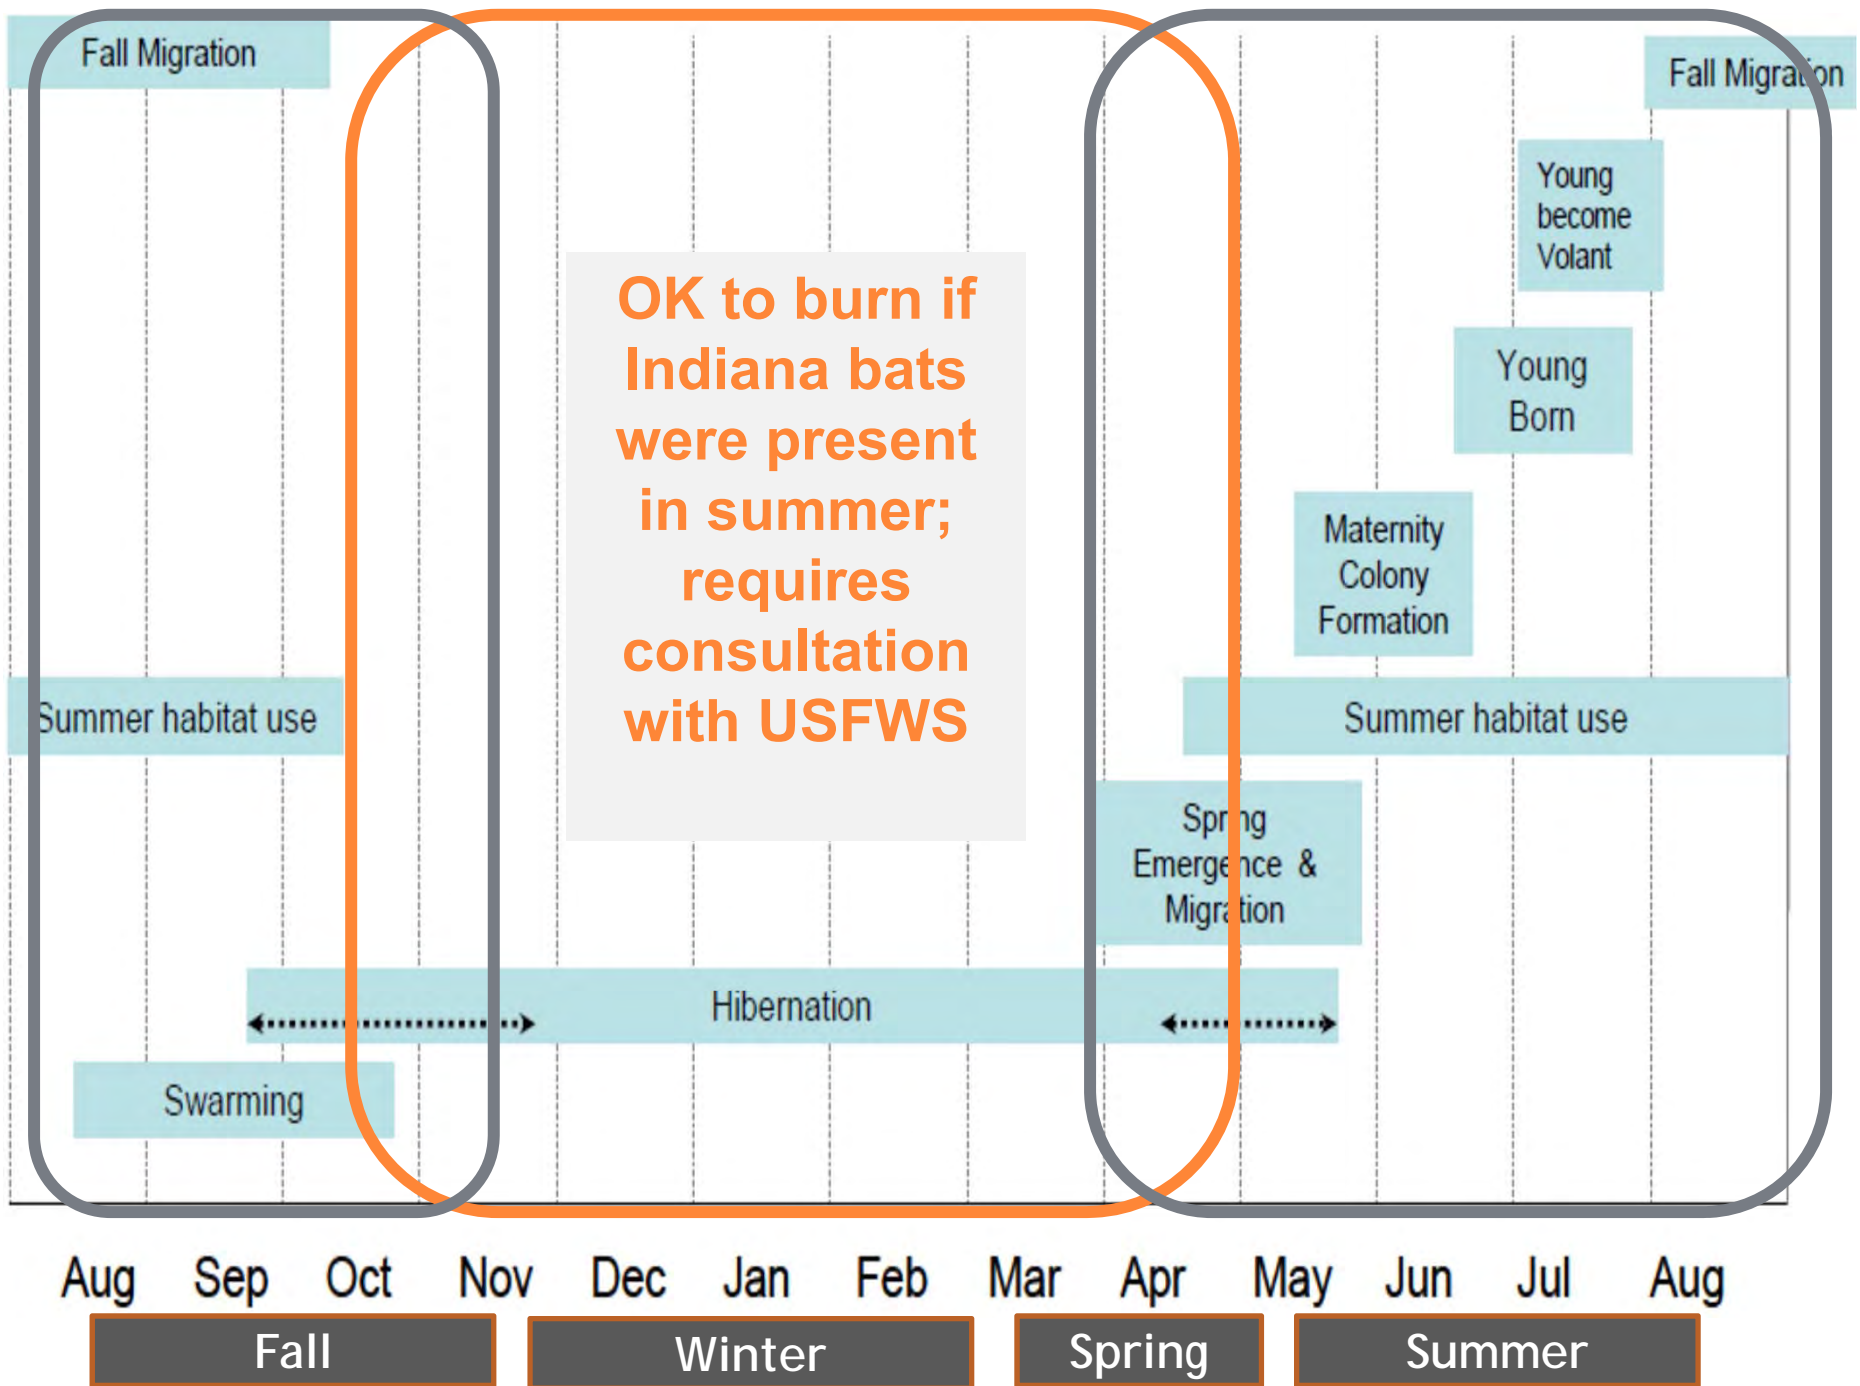 Fall Migration
Fall Migration
Young
become
Volant
OK to burn if
Indiana bats
were present
in summer;
requires
consultation
with USFWS
Young
Born
Maternity
Colony
Formation
Summer habitat use
Summer habitat use
Spring
Emergence &
Migration
Hibernation
Swarming
Aug Sep Oct Nov Dec Jan Feb Mar Apr May Jun Jul Aug
Fall Winter Spring Summer